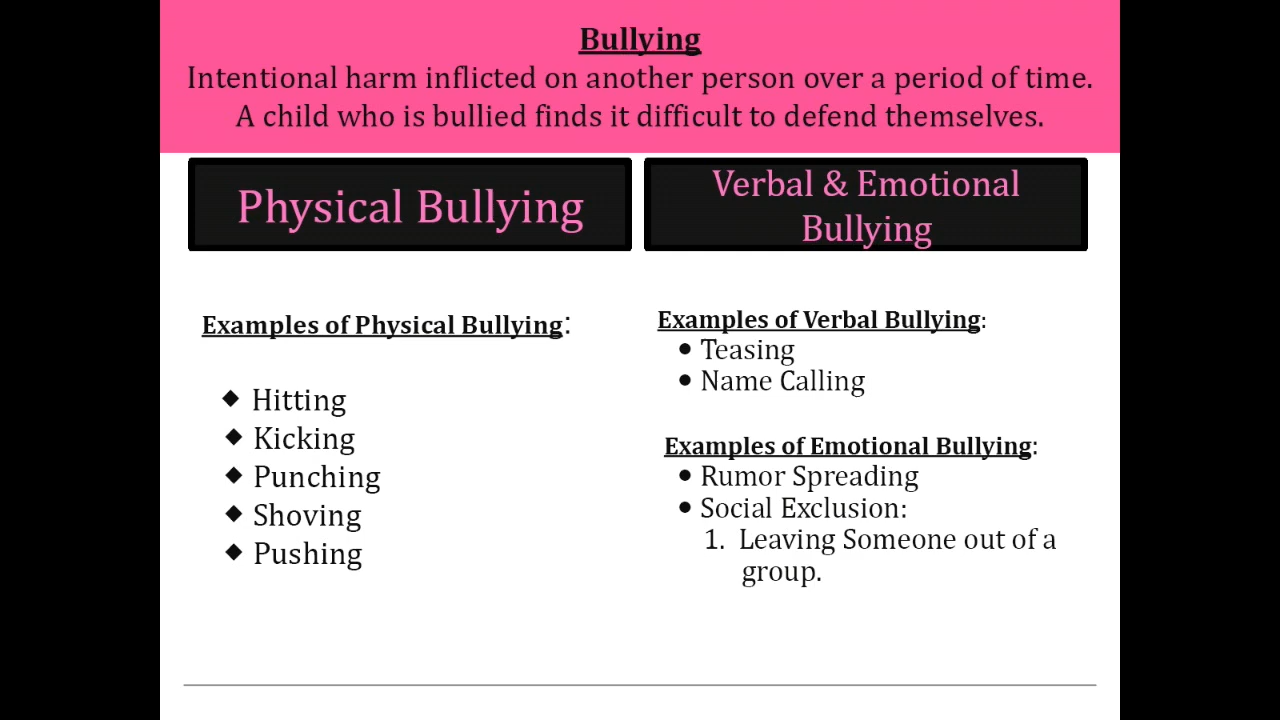 Bullying
Intentional harm inflicted on another person over a period of time.
A child who is bullied finds it difficult to defend themselves.
Physical Bullying
Examples of Physical Bullying:
◆ Hitting
◆ Kicking
◆ Punching
◆ Shoving
◆ Pushing
Verbal & Emotional
Bullying
Examples of Verbal Bullying:
● Teasing
● Name Calling
Examples of Emotional Bullying:
● Rumor Spreading
● Social Exclusion:
1. Leaving Someone out of a
group.